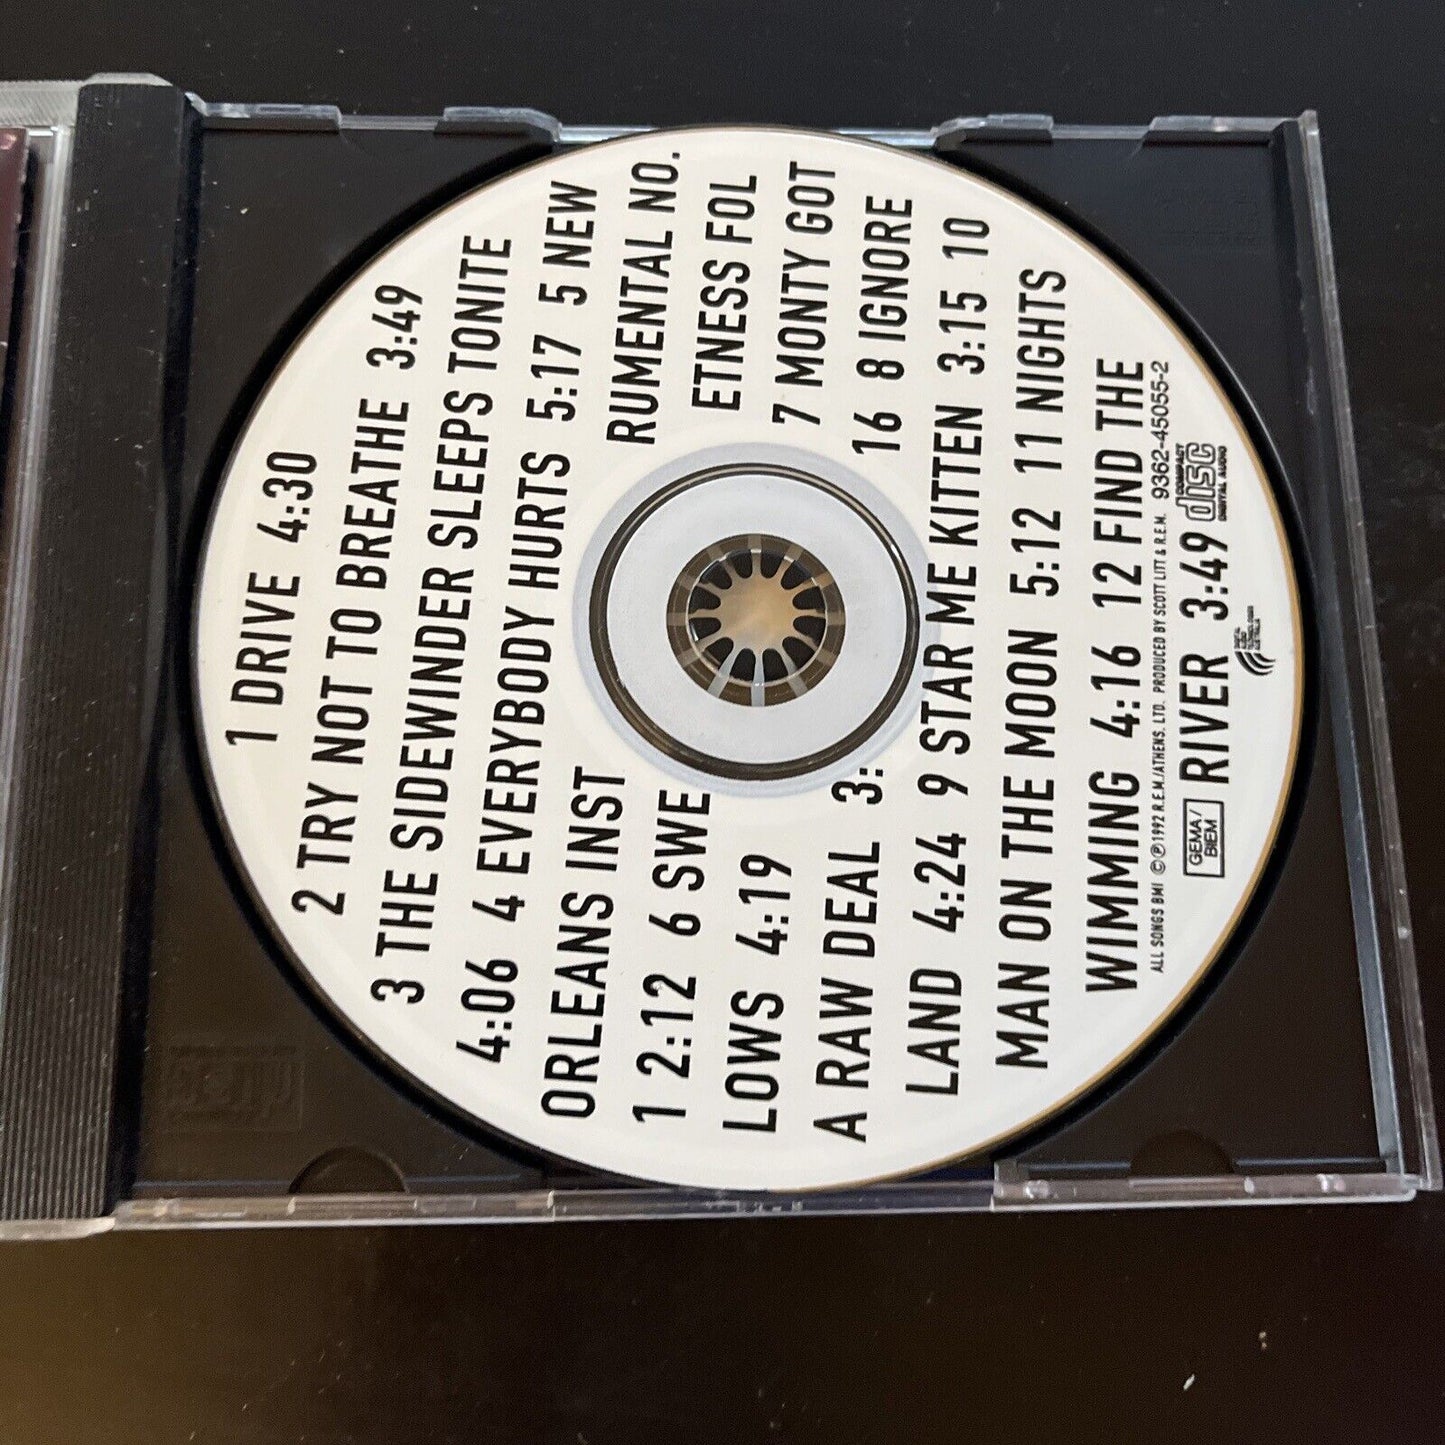 1 DRIVE 4:30
2 TRY NOT TO BREATHE 3:49
3 THE SIDEWINDER SLEEPS TONITE
4:06 4 EVERYBODY HURTS 5:17 5 NEW
ORLEANS INST RUMENTAL NO.
1 2:12 6 SWE ETNESS FOL
LOWS 4:19 7 MONTY GOT
A RAW DEAL 3: 16 8 IGNORE
LAND 4:24 9 STAR ME KITTEN 3:15 10
MAN ON THE MOON 5:12 11 NIGHTS
WIMMING 4:16 12 FIND THE
ALL SONGS BMI ©℗1992 R.E.M./ATHENS, LTD. PRODUCED BY SCOTT LITT & R.E.M. 9362-45055-2
GEMA/
BIEM
RIVER 3:49
COMPACT
disc
DIGITAL AUDIO